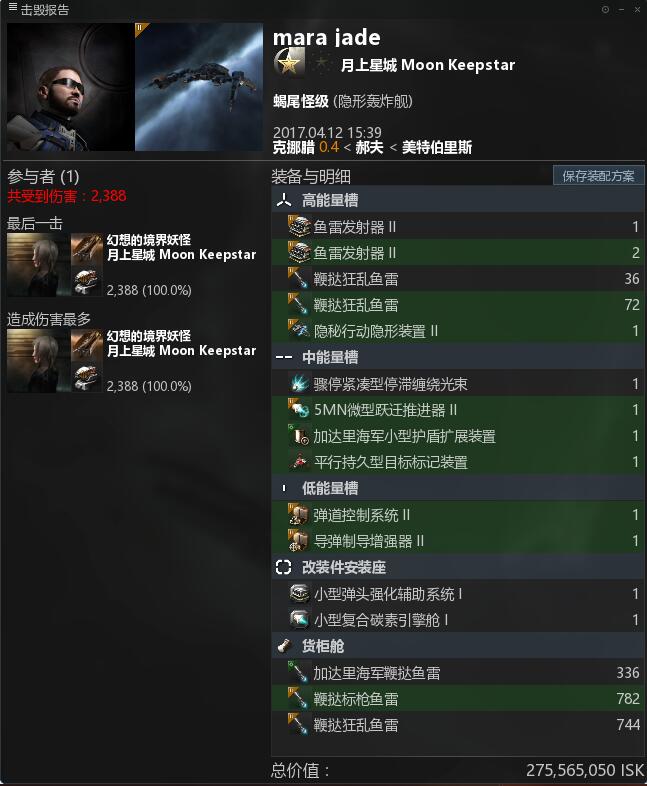 击毁报告
mara jade
月上星城 Moon Keepstar
蝎尾怪级 (隐形轰炸舰)
2017.04.12 15:39
克挪腊 0.4 < 郝夫 < 美特伯里斯
参与者 (1)
共受到伤害：2,388
最后一击
幻想的境界妖怪
月上星城 Moon Keepstar
2,388 (100.0%)
造成伤害最多
幻想的境界妖怪
月上星城 Moon Keepstar
2,388 (100.0%)
装备与明细
保存装配方案
高能量槽
鱼雷发射器 II 1
鱼雷发射器 II 2
鞭挞狂乱鱼雷 36
鞭挞狂乱鱼雷 72
隐秘行动隐形装置 II 1
中能量槽
骤停紧凑型停滞缠绕光束 1
5MN微型跃迁推进器 II 1
加达里海军小型护盾扩展装置 1
平行持久型目标标记装置 1
低能量槽
弹道控制系统 II 1
导弹制导增强器 II 1
改装件安装座
小型弹头强化辅助系统 I 1
小型复合碳素引擎舱 I 1
货柜舱
加达里海军鞭挞鱼雷 336
鞭挞标枪鱼雷 782
鞭挞狂乱鱼雷 744
总价值： 275,565,050 ISK